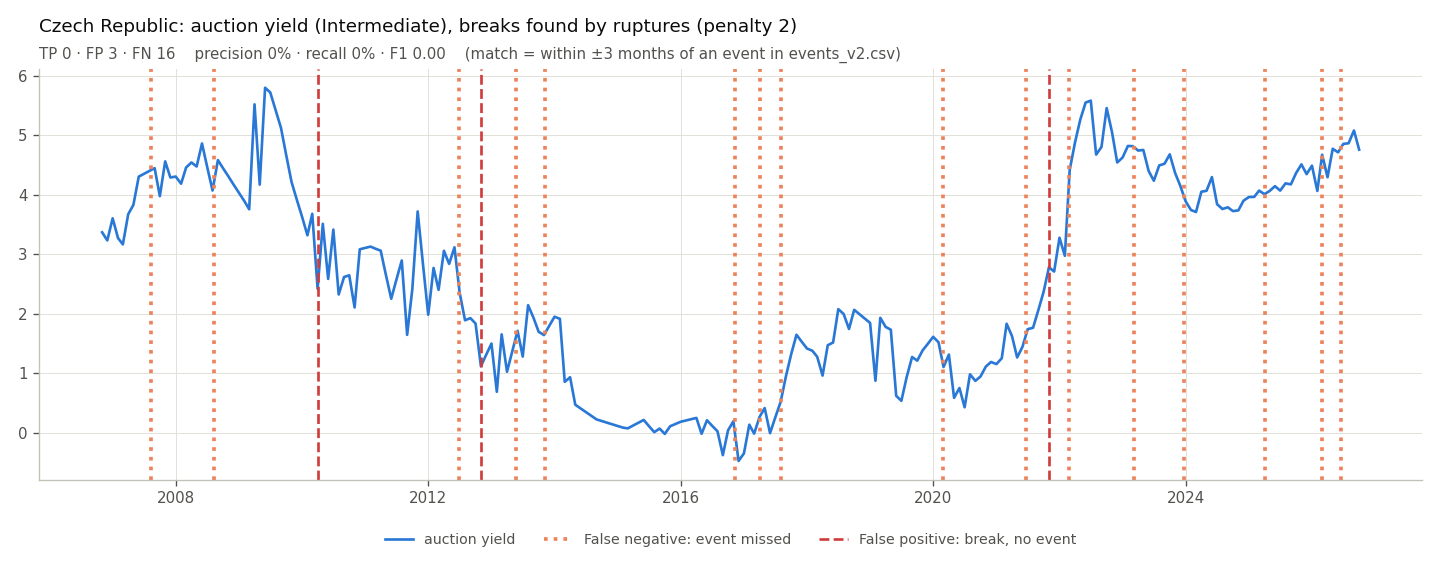 Czech Republic: auction yield (Intermediate), breaks found by ruptures (penalty 2)
TP 0 · FP 3 · FN 16    precision 0% · recall 0% · F1 0.00    (match = within ±3 months of an event in events_v2.csv)
6
5
4
3
2
1
0
2008 2012 2016 2020 2024
auction yield    False negative: event missed    False positive: break, no event